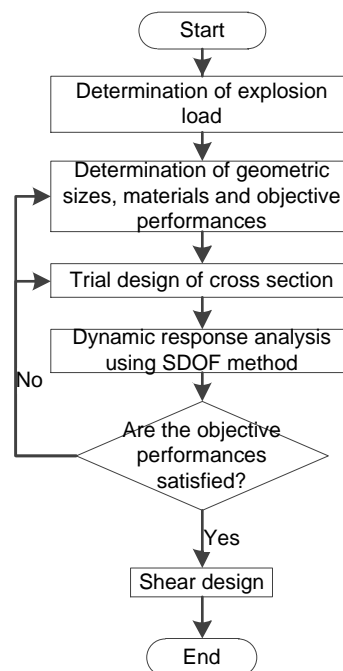 Start
Determination of explosion
load
Determination of geometric
sizes, materials and objective
performances
Trial design of cross section
Dynamic response analysis
using SDOF method
No
Are the objective
performances
satisfied?
Yes
Shear design
End